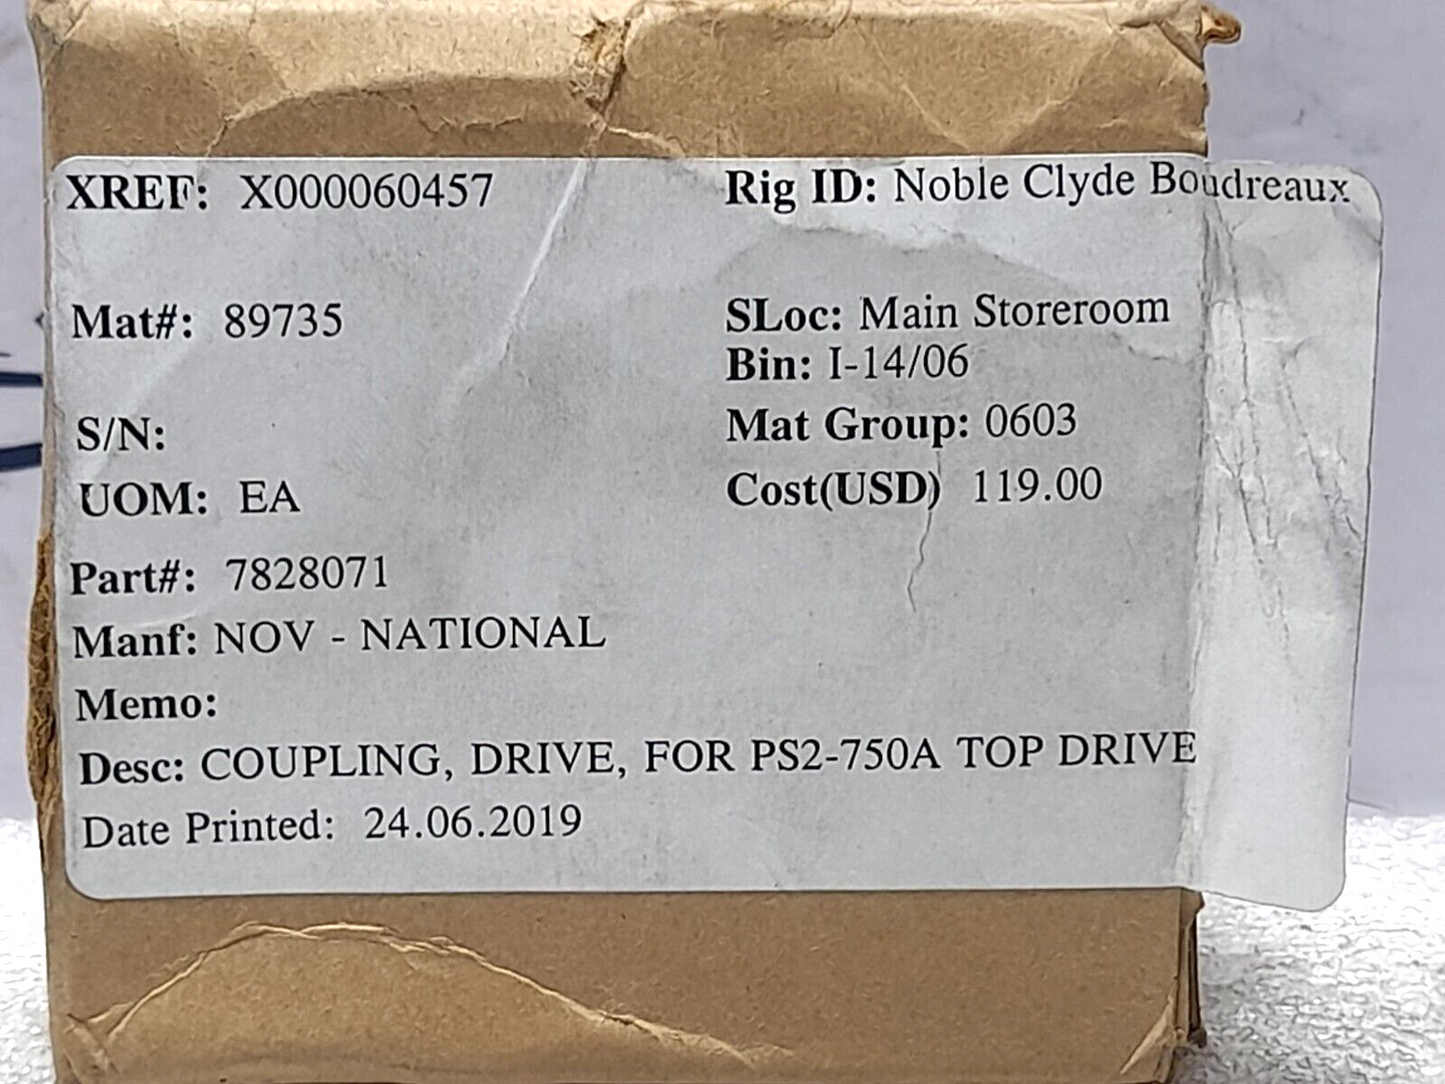 XREF: X000060457 Rig ID: Noble Clyde Boudreaux
Mat#: 89735 SLoc: Main Storeroom
Bin: I-14/06
S/N: Mat Group: 0603
UOM: EA Cost(USD) 119.00
Part#: 7828071
Manf: NOV - NATIONAL
Memo:
Desc: COUPLING, DRIVE, FOR PS2-750A TOP DRIVE
Date Printed: 24.06.2019